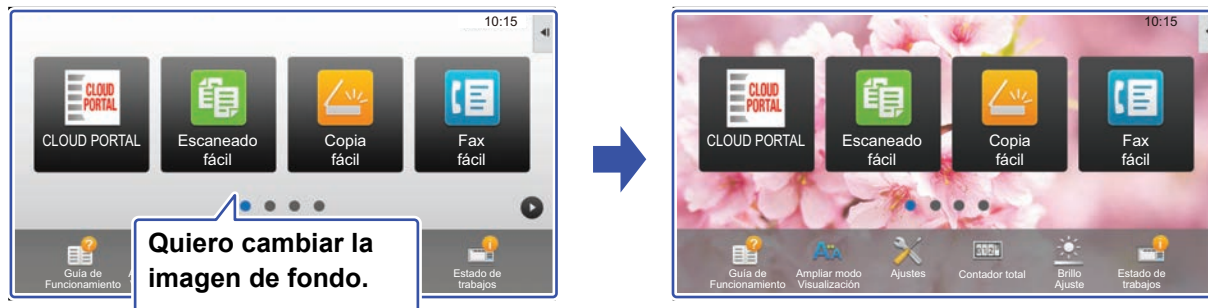 10:15
CLOUD
PORTAL
CLOUD PORTAL
Escaneado
fácil
Copia
fácil
Fax
fácil
Quiero cambiar la
imagen de fondo.
Guía de
Funcionamiento
A
Estado de
trabajos
10:15
CLOUD
PORTAL
CLOUD PORTAL
Escaneado
fácil
Copia
fácil
Fax
fácil
Guía de
Funcionamiento
Ampliar modo
Visualización
Ajustes
Contador total
Brillo
Ajuste
Estado de
trabajos